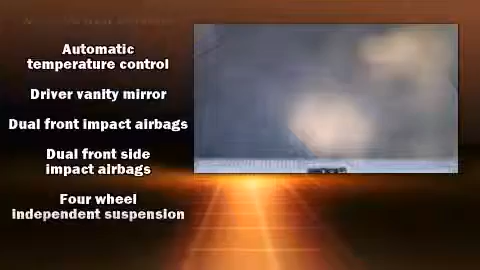 Automatic
temperature control
Driver vanity mirror
Dual front impact airbags
Dual front side
impact airbags
Four wheel
independent suspension